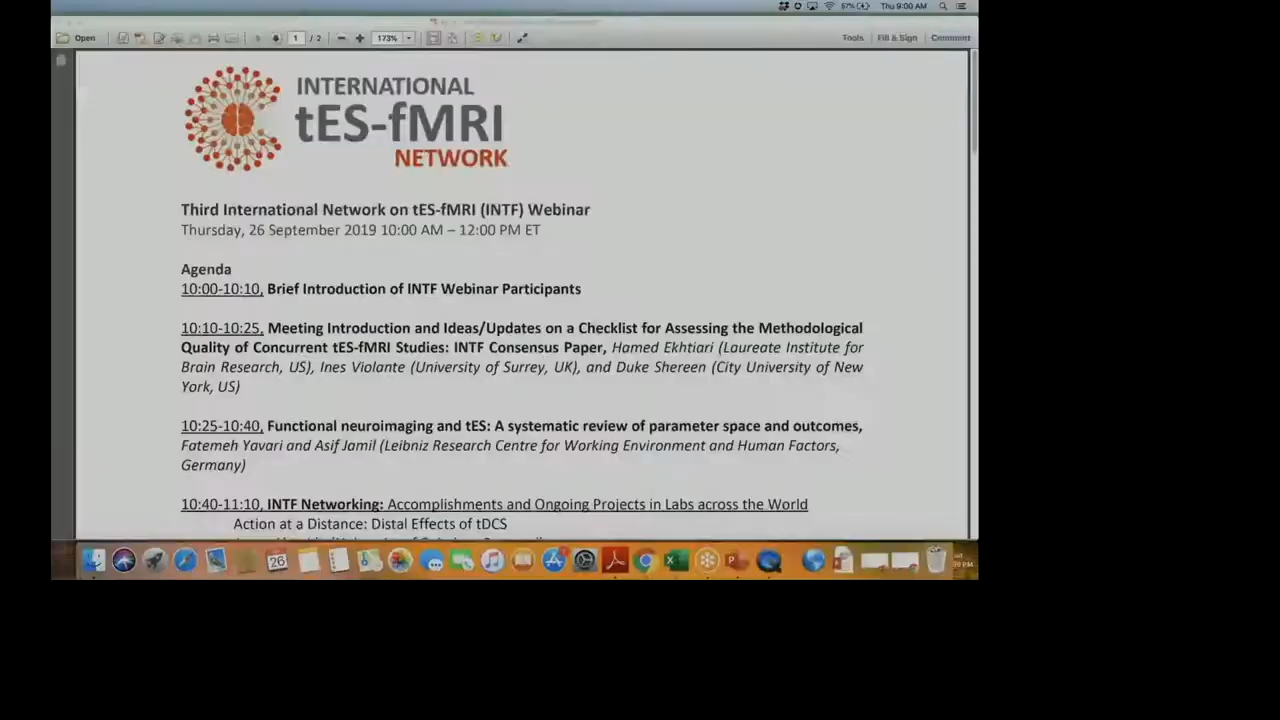 57%
Thu 9:00 AM
Open
1
/ 2
173%
Tools
Fill & Sign
Comment
INTERNATIONAL
tES-fMRI
NETWORK
Third International Network on tES-fMRI (INTF) Webinar
Thursday, 26 September 2019 10:00 AM – 12:00 PM ET
Agenda
10:00-10:10, Brief Introduction of INTF Webinar Participants
10:10-10:25, Meeting Introduction and Ideas/Updates on a Checklist for Assessing the Methodological
Quality of Concurrent tES-fMRI Studies: INTF Consensus Paper, Hamed Ekhtiari (Laureate Institute for
Brain Research, US), Ines Violante (University of Surrey, UK), and Duke Shereen (City University of New
York, US)
10:25-10:40, Functional neuroimaging and tES: A systematic review of parameter space and outcomes,
Fatemeh Yavari and Asif Jamil (Leibniz Research Centre for Working Environment and Human Factors,
Germany)
10:40-11:10, INTF Networking: Accomplishments and Ongoing Projects in Labs across the World
Action at a Distance: Distal Effects of tDCS
26